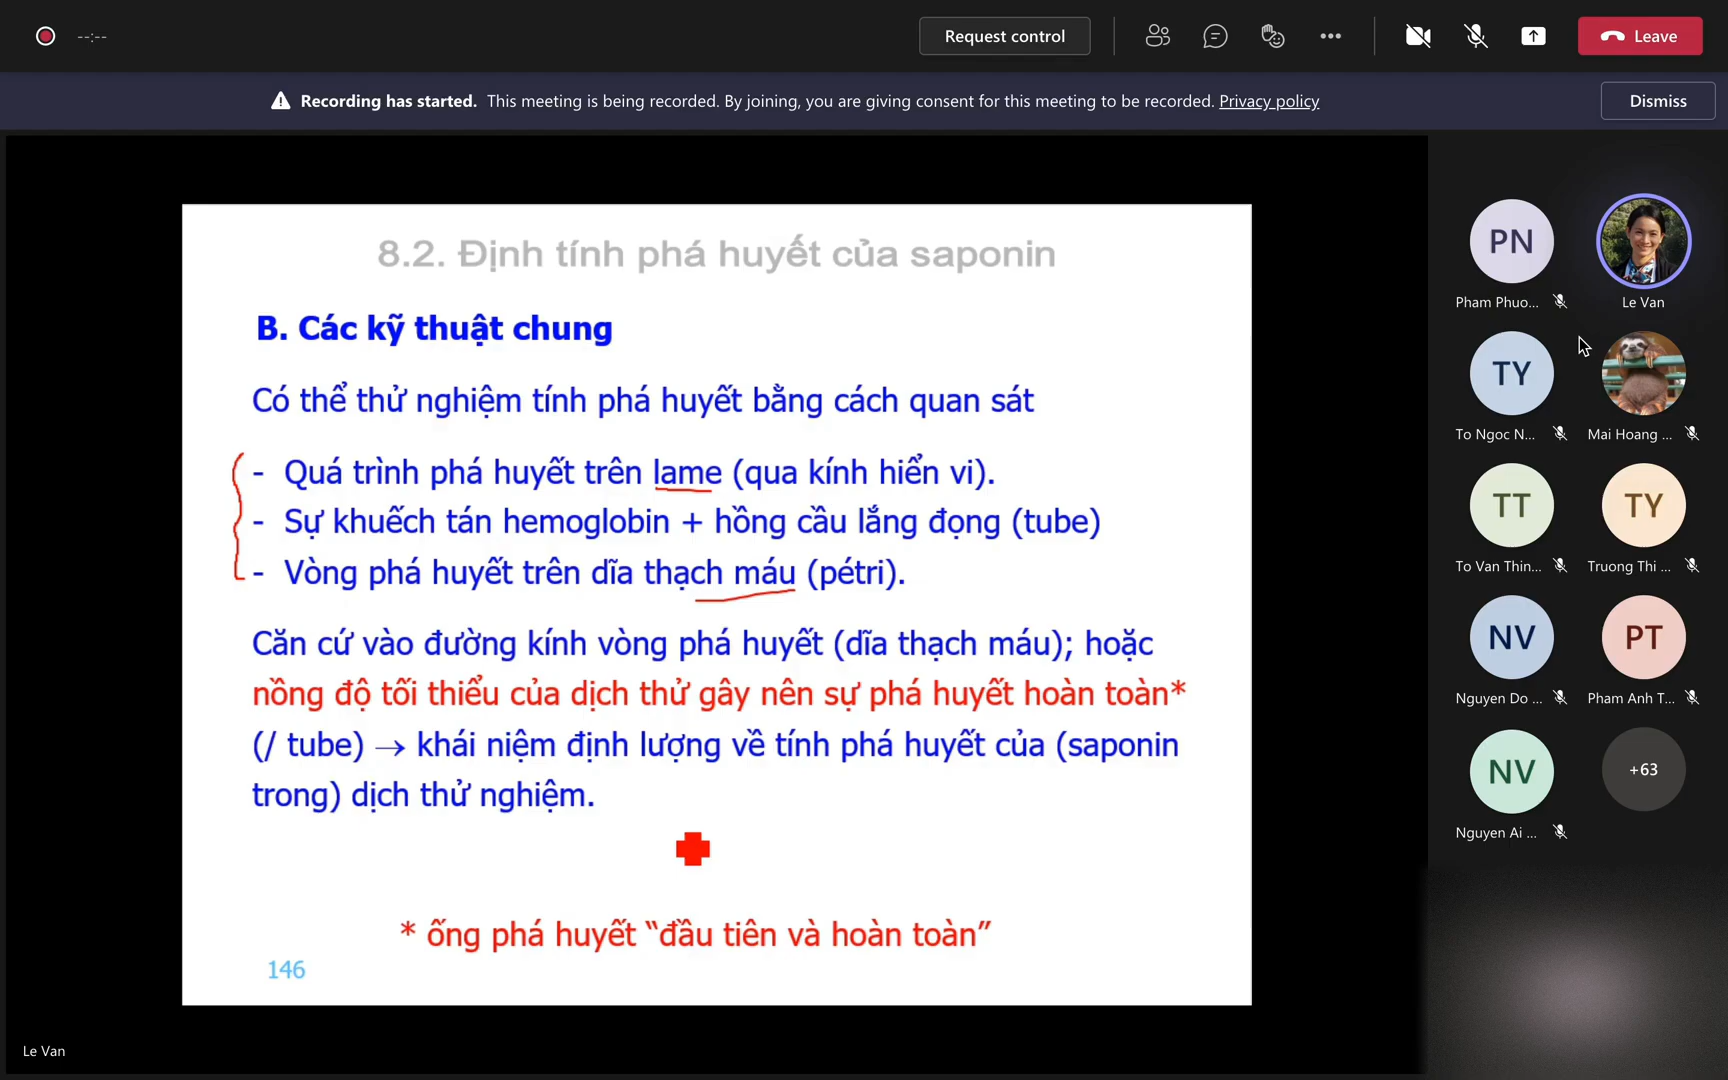 --:--
Request control
Leave
Recording has started. This meeting is being recorded. By joining, you are giving consent for this meeting to be recorded. Privacy policy
Dismiss
8.2. Định tính phá huyết của saponin
B. Các kỹ thuật chung
Có thể thử nghiệm tính phá huyết bằng cách quan sát
- Quá trình phá huyết trên lame (qua kính hiển vi).
- Sự khuếch tán hemoglobin + hồng cầu lắng đọng (tube)
- Vòng phá huyết trên dĩa thạch máu (pétri).
Căn cứ vào đường kính vòng phá huyết (dĩa thạch máu); hoặc
nồng độ tối thiểu của dịch thử gây nên sự phá huyết hoàn toàn*
(/ tube) → khái niệm định lượng về tính phá huyết của (saponin
trong) dịch thử nghiệm.
* ống phá huyết “đầu tiên và hoàn toàn”
146
Le Van
PN
Pham Phuo...
Le Van
TY
To Ngoc N...
Mai Hoang ...
TT
To Van Thin...
TY
Truong Thi ...
NV
Nguyen Do ...
PT
Pham Anh T...
NV
Nguyen Ai ...
+63